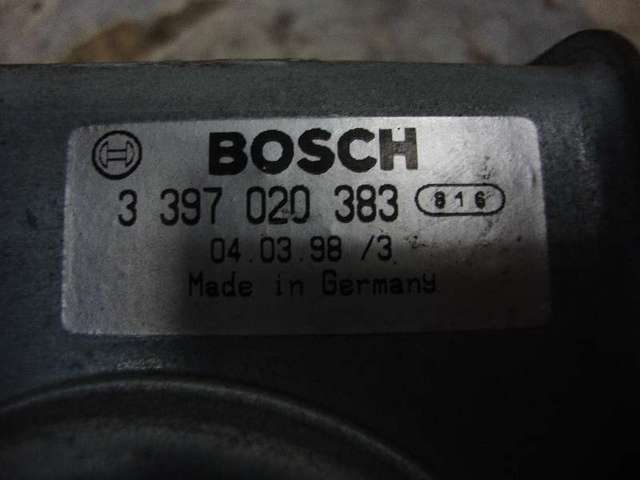 BOSCH
3 397 020 383 816
04.03.98 /3
Made in Germany